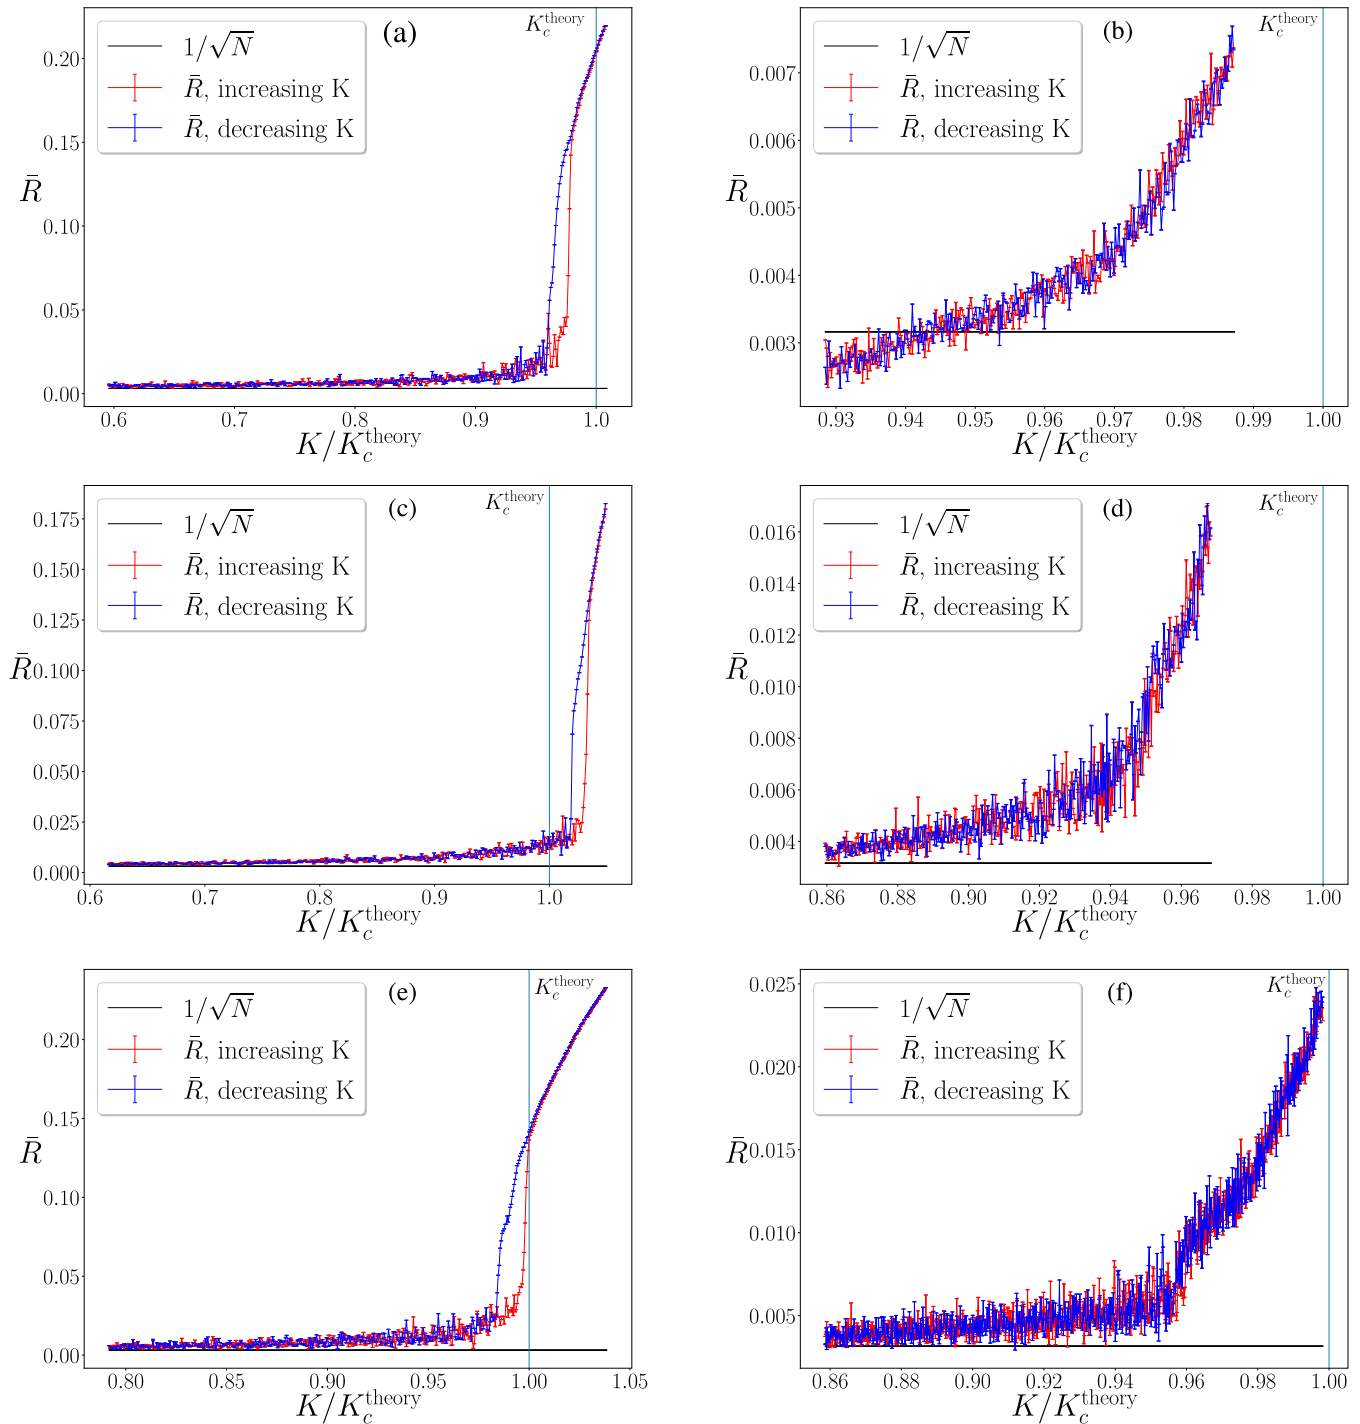 (a)
K_c^theory
1/√N
R̄, increasing K
R̄, decreasing K
R̄
0.20
0.15
0.10
0.05
0.00
0.6 0.7 0.8 0.9 1.0
K/K_c^theory
(b)
K_c^theory
1/√N
R̄, increasing K
R̄, decreasing K
R̄
0.007
0.006
0.005
0.004
0.003
0.93 0.94 0.95 0.96 0.97 0.98 0.99 1.00
K/K_c^theory
(c)
K_c^theory
1/√N
R̄, increasing K
R̄, decreasing K
R̄
0.175
0.150
0.125
0.100
0.075
0.050
0.025
0.000
0.6 0.7 0.8 0.9 1.0
K/K_c^theory
(d)
K_c^theory
1/√N
R̄, increasing K
R̄, decreasing K
R̄
0.016
0.014
0.012
0.010
0.008
0.006
0.004
0.86 0.88 0.90 0.92 0.94 0.96 0.98 1.00
K/K_c^theory
(e)
K_c^theory
1/√N
R̄, increasing K
R̄, decreasing K
R̄
0.20
0.15
0.10
0.05
0.00
0.80 0.85 0.90 0.95 1.00 1.05
K/K_c^theory
(f)
K_c^theory
1/√N
R̄, increasing K
R̄, decreasing K
R̄
0.025
0.020
0.015
0.010
0.005
0.86 0.88 0.90 0.92 0.94 0.96 0.98 1.00
K/K_c^theory